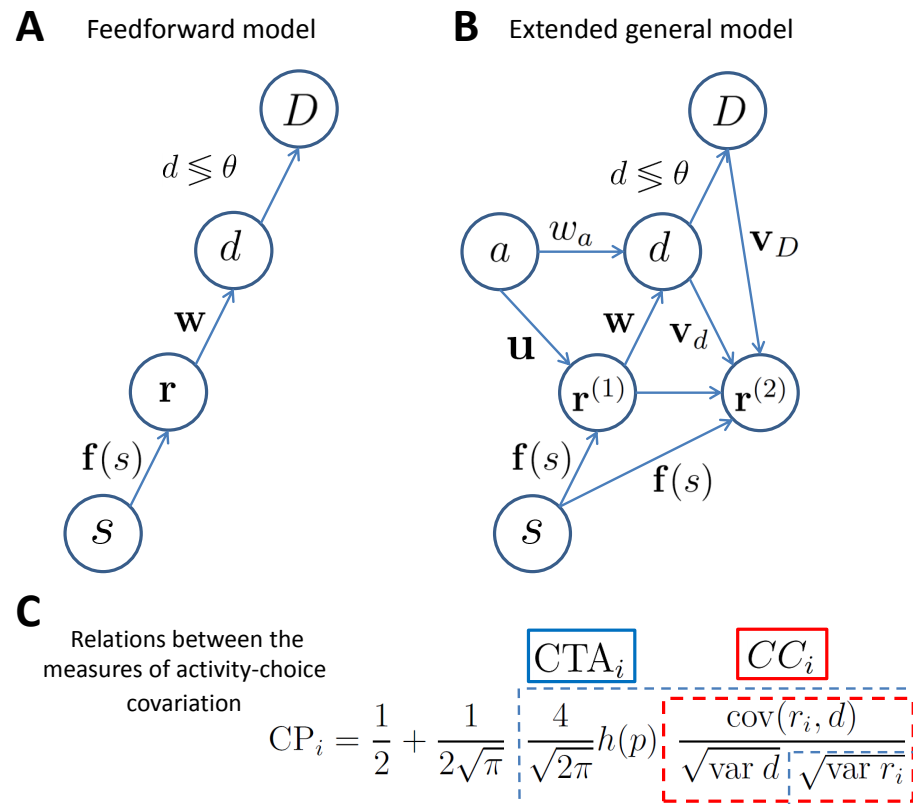 A Feedforward model
D
d ≶ θ
d
w
r
f(s)
s
B Extended general model
D
d ≶ θ
a
w_a
d
v_D
u
w
v_d
r^(1)
r^(2)
f(s)
f(s)
s
C
Relations between the
measures of activity-choice
covariation
CTA_i
CC_i
CP_i = 1/2 + 1/(2√π) 4/√(2π) h(p) cov(r_i, d)/(√(var d) √(var r_i))